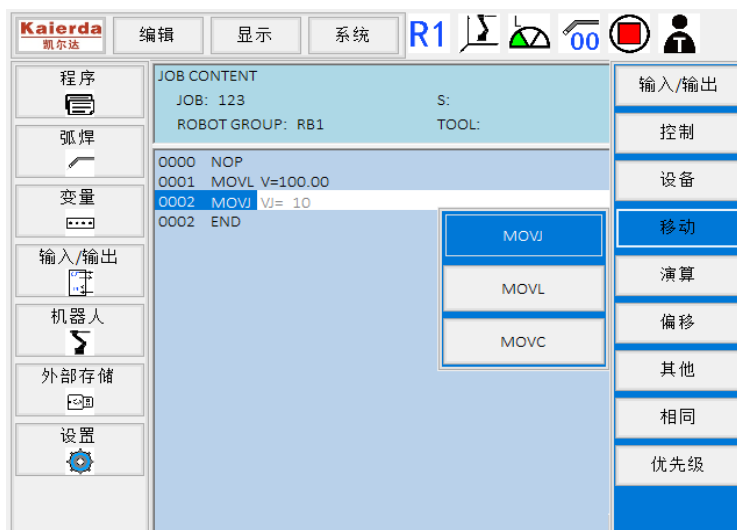 Kaierda
凯尔达
编辑
显示
系统
R1
00
T
程序
弧焊
变量
输入/输出
机器人
外部存储
设置
JOB CONTENT
JOB: 123 S:
ROBOT GROUP: RB1 TOOL:
0000 NOP
0001 MOVL V=100.00
0002 MOVJ VJ= 10
0002 END
MOVJ
MOVL
MOVC
输入/输出
控制
设备
移动
演算
偏移
其他
相同
优先级